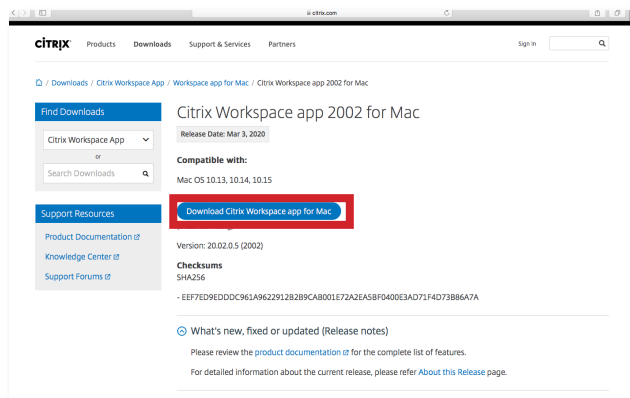 citrix.com
CİTRIX Products Downloads Support & Services Partners Sign In
/ Downloads / Citrix Workspace App / Workspace app for Mac / Citrix Workspace app 2002 for Mac
Find Downloads
Citrix Workspace App
or
Search Downloads
Support Resources
Product Documentation
Knowledge Center
Support Forums
Citrix Workspace app 2002 for Mac
Release Date: Mar 3, 2020
Compatible with:
Mac OS 10.13, 10.14, 10.15
Download Citrix Workspace app for Mac
Version: 20.02.0.5 (2002)
Checksums
SHA256
- EEF7ED9EDDDC961A9622912B2B9CAB001E72A2EA5BF0400E3AD71F4D73B86A7A
What's new, fixed or updated (Release notes)
Please review the product documentation for the complete list of features.
For detailed information about the current release, please refer About this Release page.